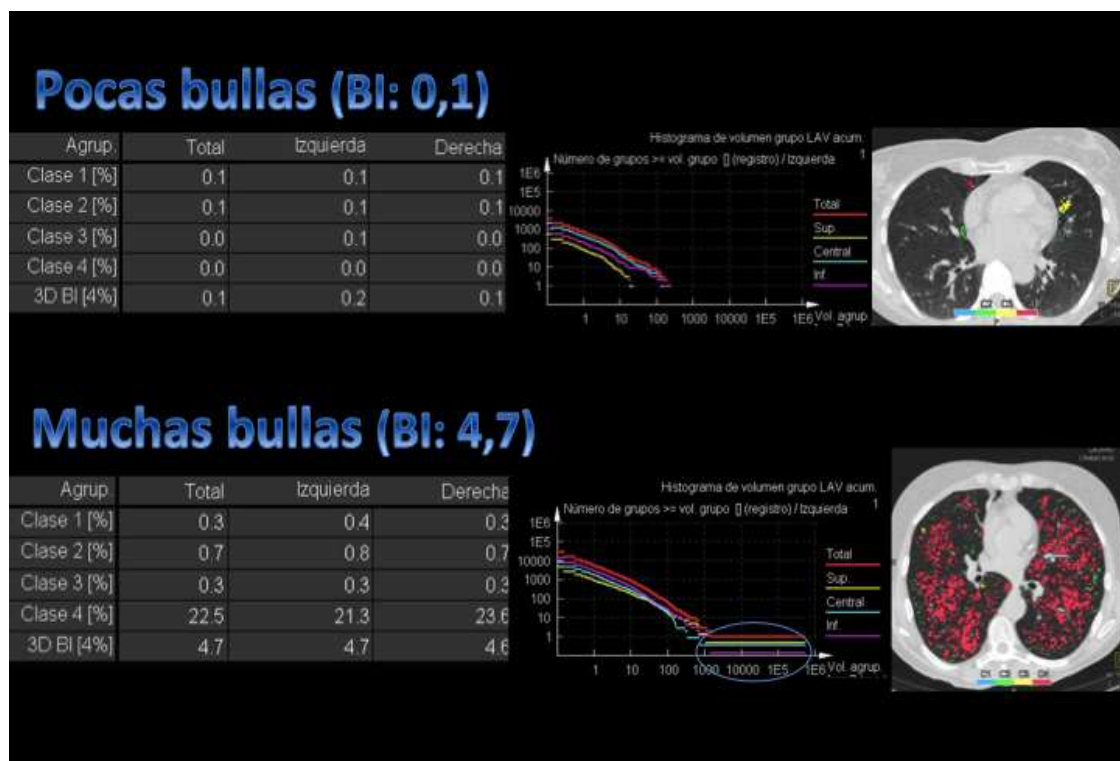 Pocas bullas (BI: 0,1)
Agrup. Total Izquierda Derecha
Clase 1 [%] 0.1 0.1 0.1
Clase 2 [%] 0.1 0.1 0.1
Clase 3 [%] 0.0 0.1 0.0
Clase 4 [%] 0.0 0.0 0.0
3D BI [4%] 0.1 0.2 0.1
Histograma de volumen grupo LAV acum.
Número de grupos >= vol. grupo [] (registro) / Izquierda 1
1E6
1E5
10000
1000
100
10
1
Total
Sup.
Central
Inf.
1 10 100 1000 10000 1E5 1E6 Vol. agrup.
Muchas bullas (BI: 4,7)
Agrup. Total Izquierda Derecha
Clase 1 [%] 0.3 0.4 0.3
Clase 2 [%] 0.7 0.8 0.7
Clase 3 [%] 0.3 0.3 0.3
Clase 4 [%] 22.5 21.3 23.6
3D BI [4%] 4.7 4.7 4.6
Histograma de volumen grupo LAV acum.
Número de grupos >= vol. grupo [] (registro) / Izquierda 1
1E6
1E5
10000
1000
100
10
1
Total
Sup.
Central
Inf.
1 10 100 1000 10000 1E5 1E6 Vol. agrup.